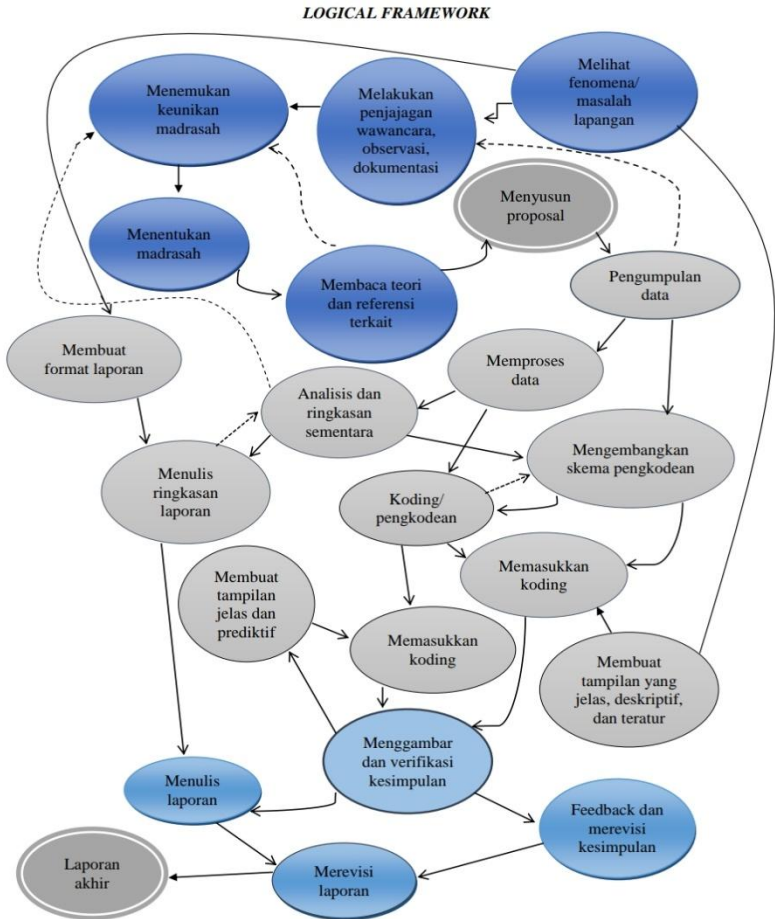 LOGICAL FRAMEWORK
Melihat
fenomena/
masalah
lapangan
Melakukan
penjajagan
wawancara,
observasi,
dokumentasi
Menemukan
keunikan
madrasah
Menentukan
madrasah
Membaca teori
dan referensi
terkait
Menyusun
proposal
Pengumpulan
data
Membuat
format laporan
Memproses
data
Analisis dan
ringkasan
sementara
Mengembangkan
skema pengkodean
Menulis
ringkasan
laporan
Koding/
pengkodean
Memasukkan
koding
Membuat
tampilan
jelas dan
prediktif
Memasukkan
koding
Membuat
tampilan yang
jelas, deskriptif,
dan teratur
Menggambar
dan verifikasi
kesimpulan
Menulis
laporan
Feedback dan
merevisi
kesimpulan
Merevisi
laporan
Laporan
akhir